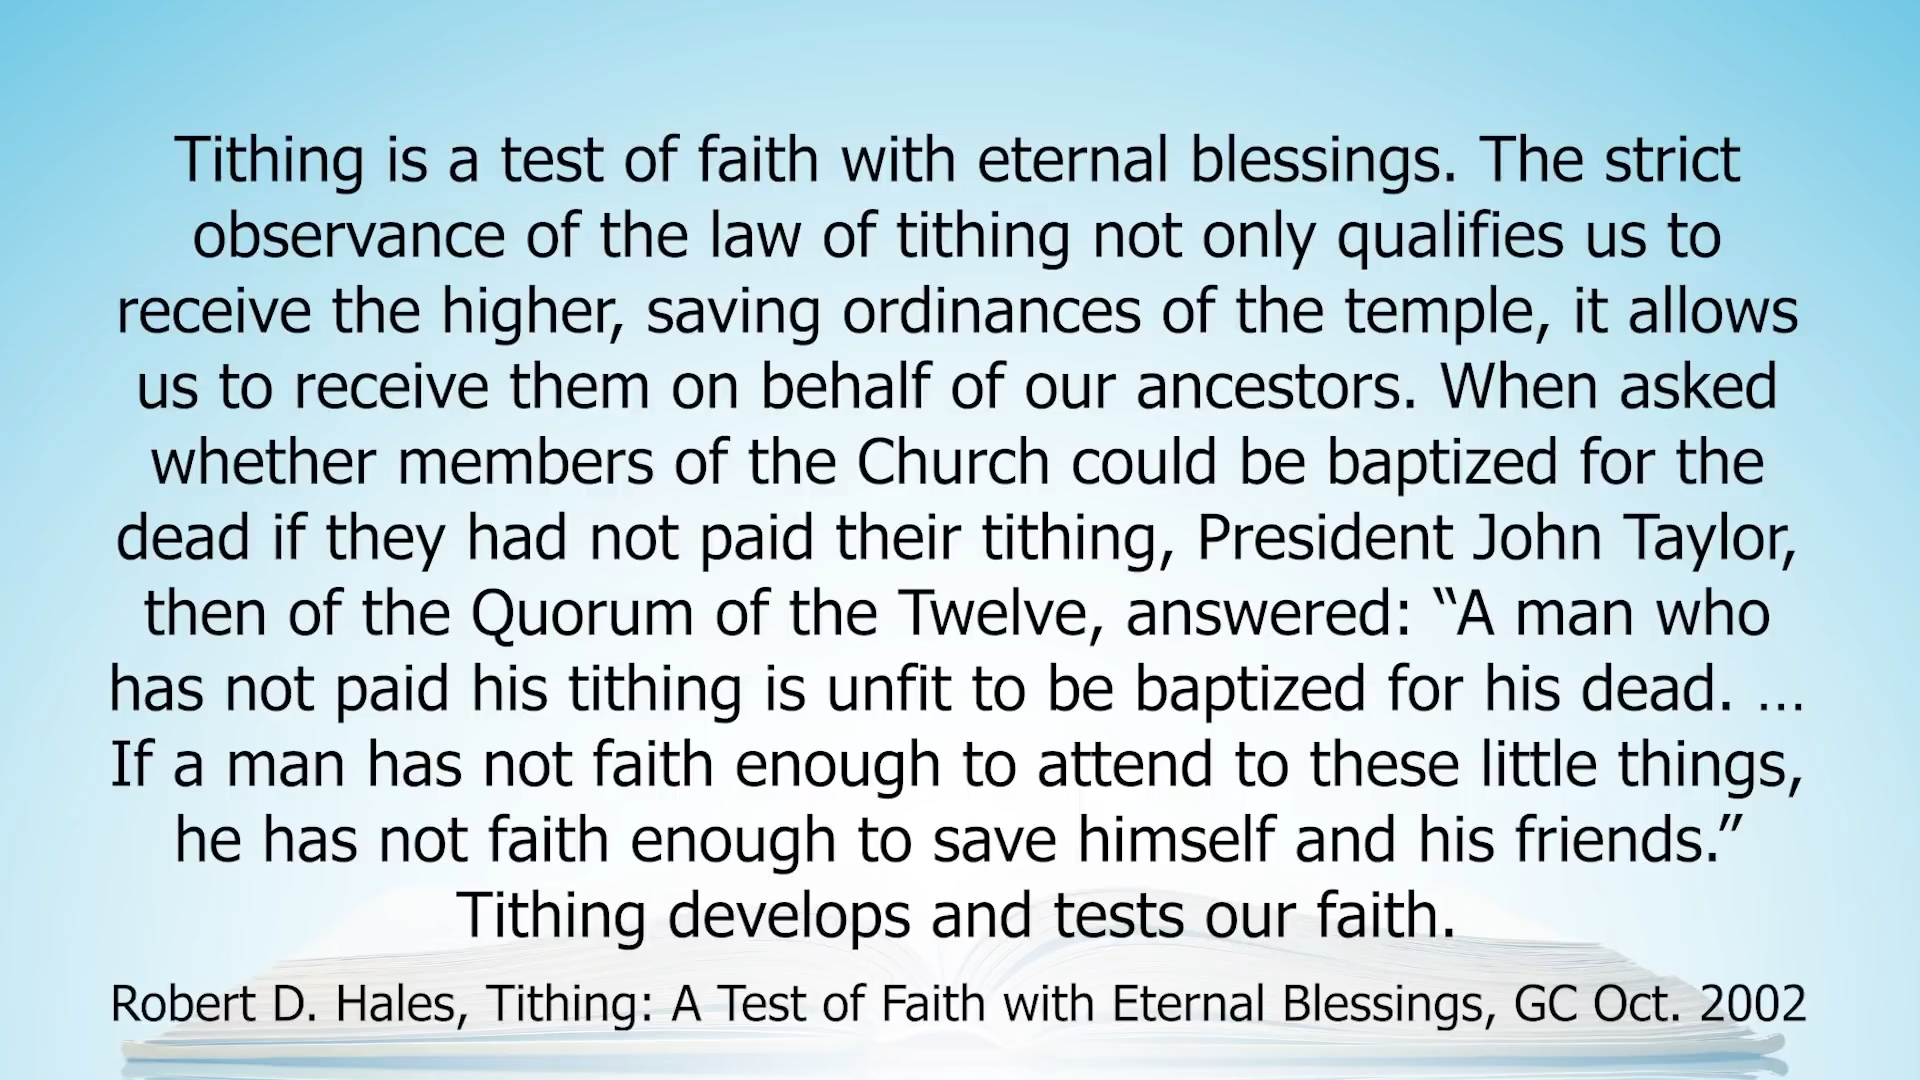 Tithing is a test of faith with eternal blessings. The strict
observance of the law of tithing not only qualifies us to
receive the higher, saving ordinances of the temple, it allows
us to receive them on behalf of our ancestors. When asked
whether members of the Church could be baptized for the
dead if they had not paid their tithing, President John Taylor,
then of the Quorum of the Twelve, answered: “A man who
has not paid his tithing is unfit to be baptized for his dead. …
If a man has not faith enough to attend to these little things,
he has not faith enough to save himself and his friends.”
Tithing develops and tests our faith.
Robert D. Hales, Tithing: A Test of Faith with Eternal Blessings, GC Oct. 2002